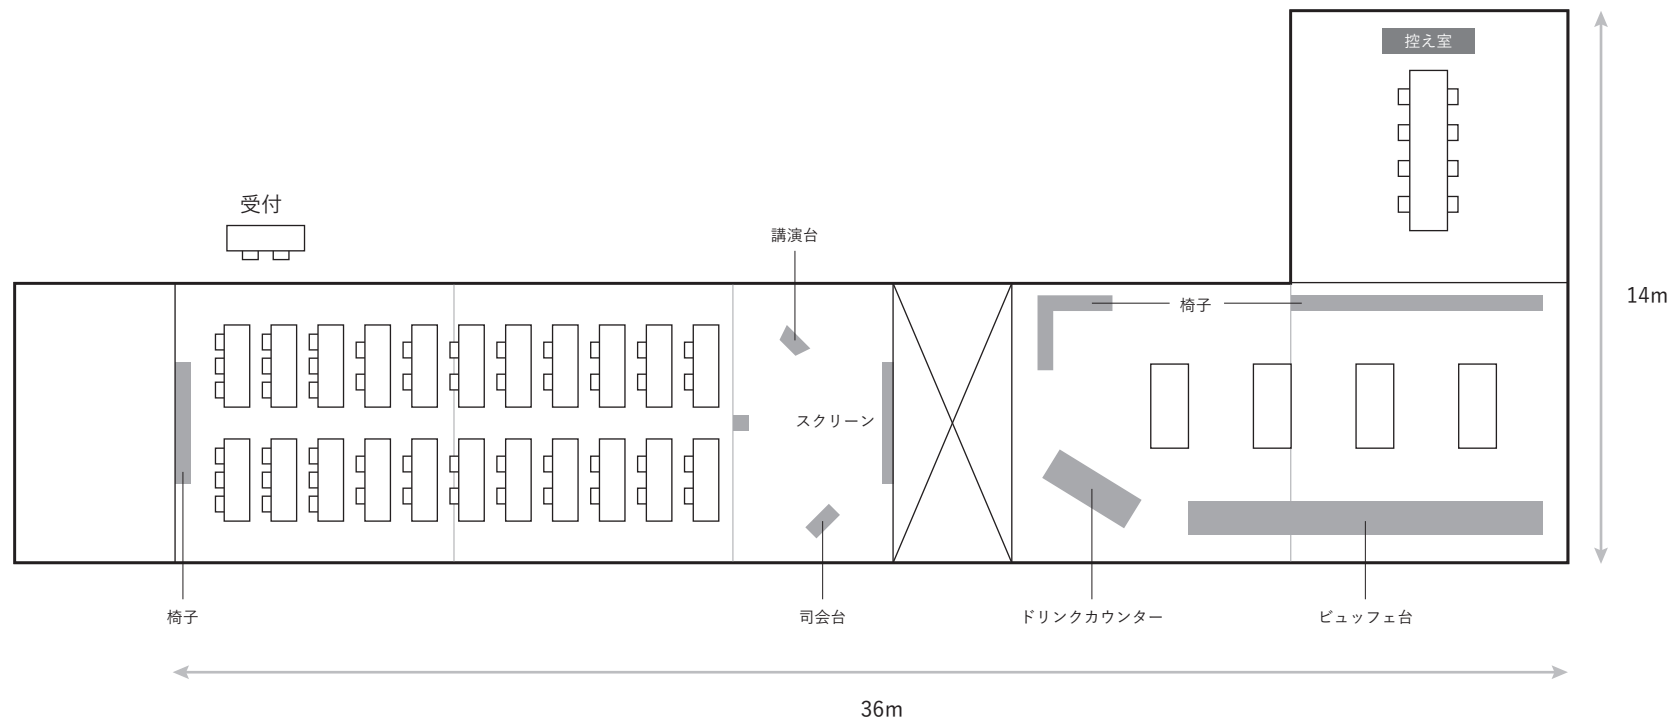 控え室
受付
講演台
14m
椅子
スクリーン
椅子
司会台
ドリンクカウンター
ビュッフェ台
36m